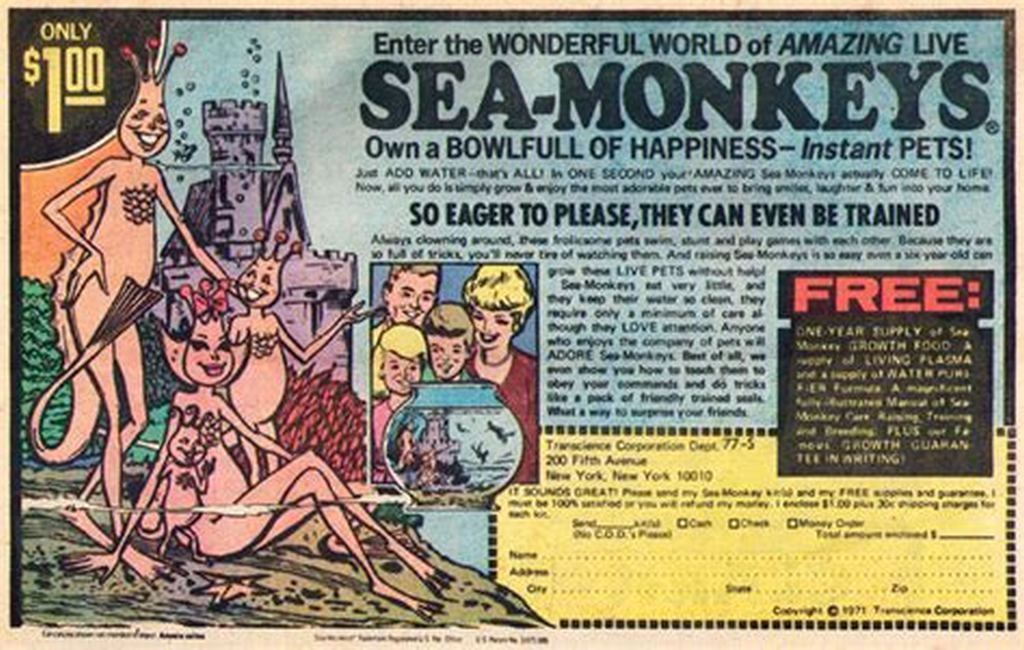 ONLY
$1.00
Enter the WONDERFUL WORLD of AMAZING LIVE
SEA-MONKEYS®
Own a BOWLFULL OF HAPPINESS—Instant PETS!
Just ADD WATER—that's ALL! In ONE SECOND your AMAZING Sea-Monkeys actually COME TO LIFE!
Now, all you do is simply grow & enjoy the most adorable pets ever to bring smiles, laughter & fun into your home.
SO EAGER TO PLEASE, THEY CAN EVEN BE TRAINED
Always clowning around, these frolicsome pets swim, stunt and play games with each other. Because they are
so full of tricks, you'll never tire of watching them. And raising Sea-Monkeys is so easy even a six-year-old can
grow these LIVE PETS without help!
Sea-Monkeys eat very little, and
they keep their water so clean, they
require only a minimum of care al-
though they LOVE attention. Anyone
who enjoys the company of pets will
ADORE Sea-Monkeys. Best of all, we
even show you how to teach them to
obey your commands and do tricks
like a pack of friendly trained seals.
What a way to surprise your friends.
FREE:
ONE-YEAR SUPPLY of Sea
Monkey GROWTH FOOD. A
supply of LIVING PLASMA
and a supply of WATER PURI-
FIER Formula. A magnificent
fully-illustrated Manual of Sea-
Monkey Care, Raising, Training
and Breeding. PLUS our Fa-
mous GROWTH GUARAN-
TEE IN WRITING!
Transcience Corporation Dept. 77-S
200 Fifth Avenue
New York, New York 10010
IT SOUNDS GREAT! Please send my Sea-Monkey kit(s) and my FREE supplies and guarantee. I
must be 100% satisfied or you will refund my money. I enclose $1.00 plus 30¢ shipping charges for
each kit.
Send____kit(s) □Cash □Check □Money Order
(No C.O.D.'s Please) Total amount enclosed $
Name
Address
City State Zip
Copyright © 1971 Transcience Corporation